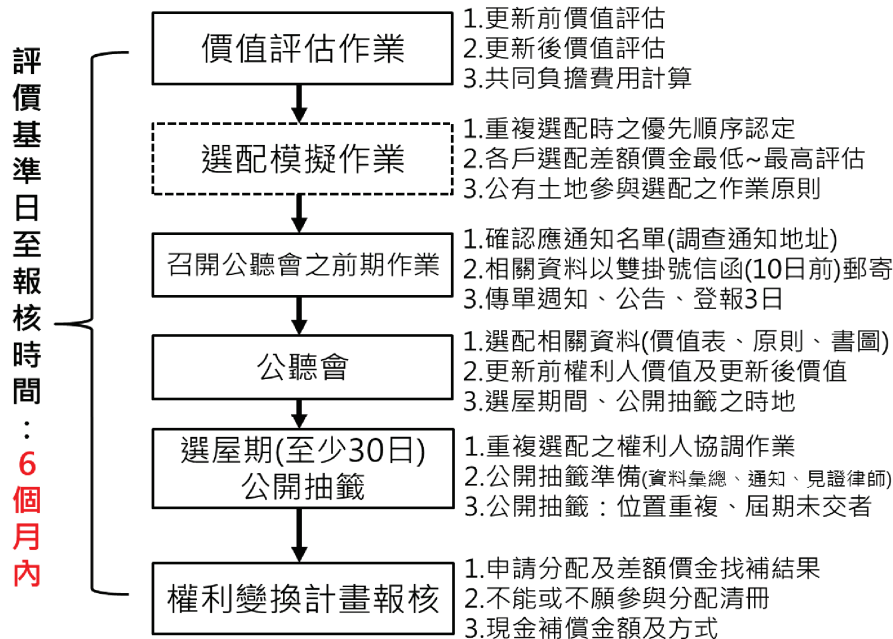 評價基準日至報核時間：6個月內
價值評估作業
1.更新前價值評估
2.更新後價值評估
3.共同負擔費用計算
選配模擬作業
1.重複選配時之優先順序認定
2.各戶選配差額價金最低~最高評估
3.公有土地參與選配之作業原則
召開公聽會之前期作業
1.確認應通知名單(調查通知地址)
2.相關資料以雙掛號信函(10日前)郵寄
3.傳單週知、公告、登報3日
公聽會
1.選配相關資料(價值表、原則、書圖)
2.更新前權利人價值及更新後價值
3.選屋期間、公開抽籤之時地
選屋期(至少30日)
公開抽籤
1.重複選配之權利人協調作業
2.公開抽籤準備(資料彙總、通知、見證律師)
3.公開抽籤：位置重複、屆期未交者
權利變換計畫報核
1.申請分配及差額價金找補結果
2.不能或不願參與分配清冊
3.現金補償金額及方式